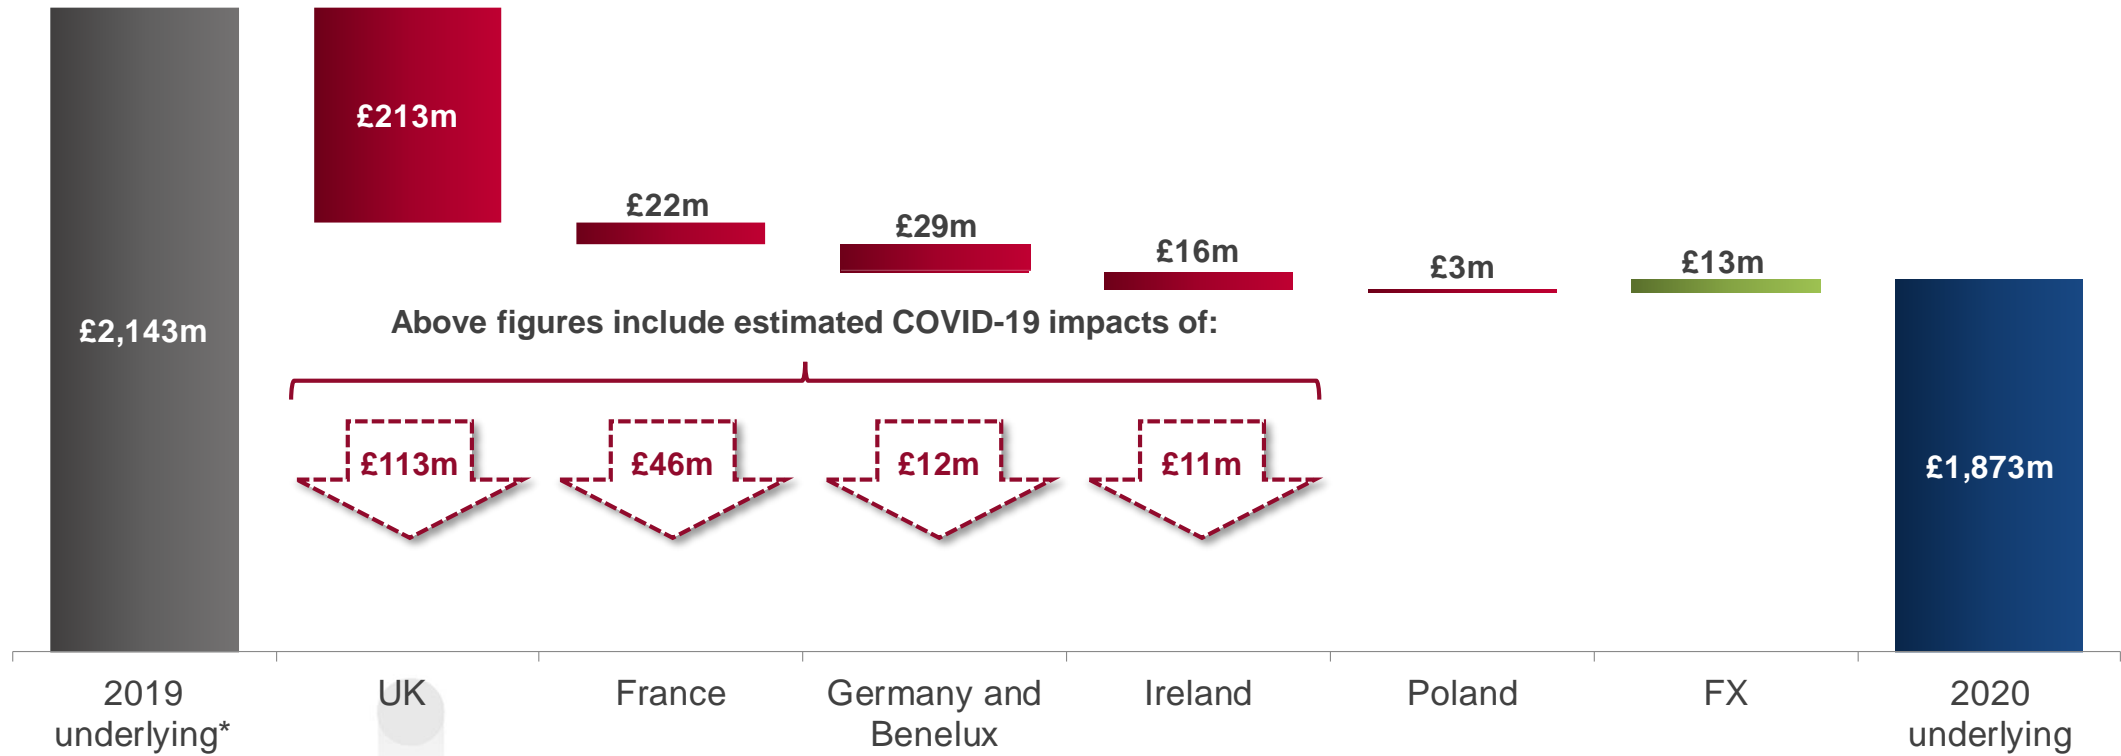 £213m
£22m
£29m
£16m
£3m
£13m
£2,143m
Above figures include estimated COVID-19 impacts of:
£113m
£46m
£12m
£11m
£1,873m
2019
underlying*
UK
France
Germany and
Benelux
Ireland
Poland
FX
2020
underlying